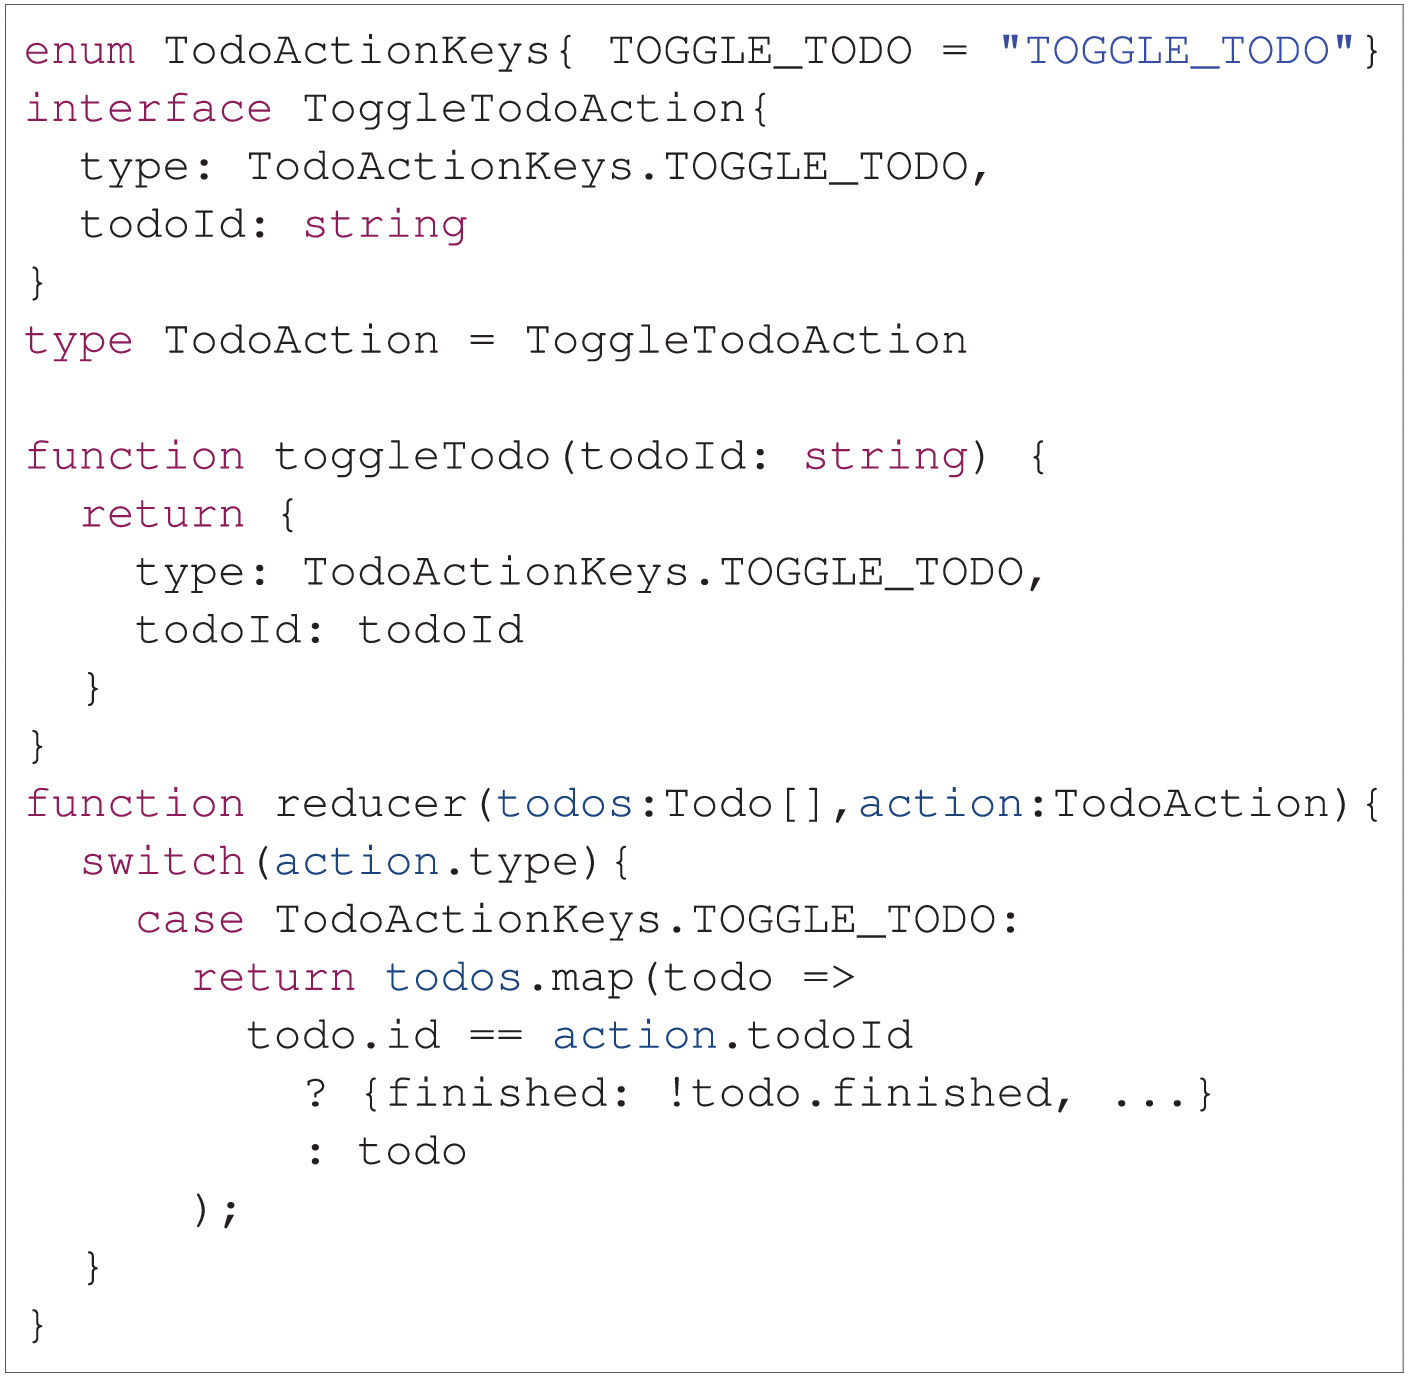 enum TodoActionKeys{ TOGGLE_TODO = "TOGGLE_TODO"}
interface ToggleTodoAction{
  type: TodoActionKeys.TOGGLE_TODO,
  todoId: string
}
type TodoAction = ToggleTodoAction

function toggleTodo(todoId: string) {
  return {
    type: TodoActionKeys.TOGGLE_TODO,
    todoId: todoId
  }
}
function reducer(todos:Todo[],action:TodoAction){
  switch(action.type){
    case TodoActionKeys.TOGGLE_TODO:
      return todos.map(todo =>
        todo.id == action.todoId
          ? {finished: !todo.finished, ...}
          : todo
      );
  }
}